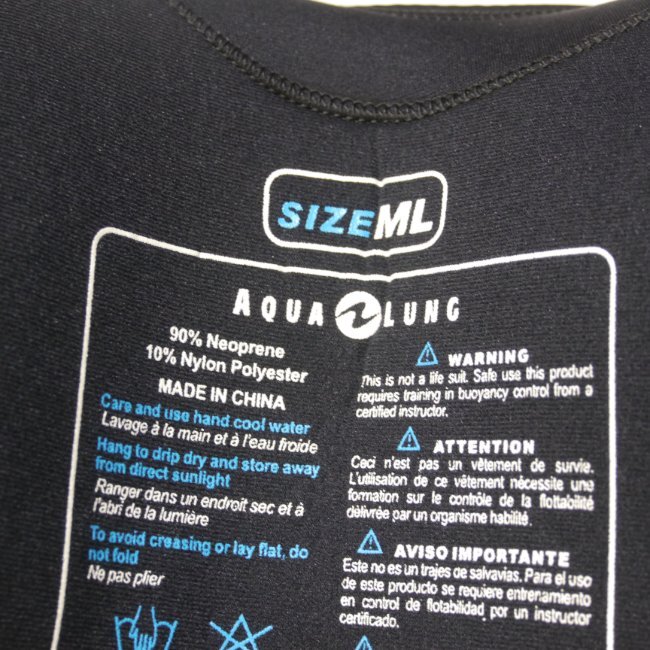 SIZE ML
AQUA LUNG
90% Neoprene
10% Nylon Polyester
MADE IN CHINA
Care and use hand cool water
Lavage à la main et à l'eau froide
Hang to drip dry and store away
from direct sunlight
Ranger dans un endroit sec et à
l'abri de la lumière
To avoid creasing or lay flat, do
not fold
Ne pas plier
WARNING
This is not a life suit. Safe use this product
requires training in buoyancy control from a
certified instructor.
ATTENTION
Ceci n'est pas un vêtement de survie.
L'utilisation de ce vêtement nécessite une
formation sur le contrôle de la flottabilité
délivrée par un organisme habilité.
AVISO IMPORTANTE
Este no es un trajes de salvavias. Para el uso
de este producto se requiere entrenamiento
en control de flotabilidad por un instructor
certificado.